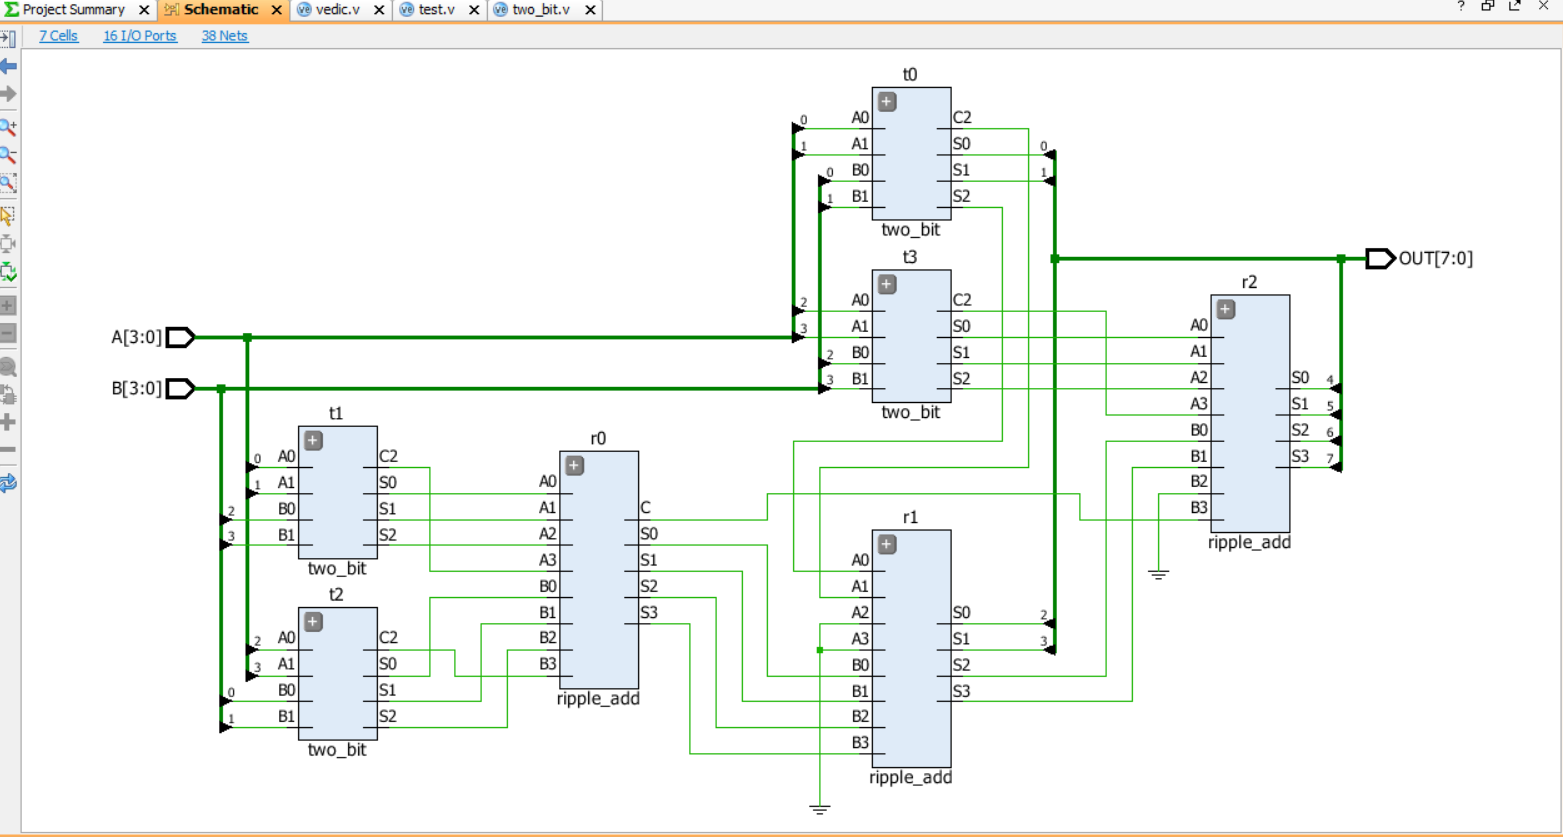 Project Summary × Schematic × vedic.v × test.v × two_bit.v ×
7 Cells 16 I/O Ports 38 Nets
t0
0 A0 C2
1 A1 S0 0
0 B0 S1 1
1 B1 S2
two_bit
t3
2 A0 C2
3 A1 S0
2 B0 S1
3 B1 S2
two_bit
OUT[7:0]
r2
A0
A1
A2 S0 4
A3 S1 5
B0 S2 6
B1 S3 7
B2
B3
ripple_add
A[3:0]
B[3:0]
t1
0 A0 C2
1 A1 S0
2 B0 S1
3 B1 S2
two_bit
t2
2 A0 C2
3 A1 S0
0 B0 S1
1 B1 S2
two_bit
r0
A0
A1 C
A2 S0
A3 S1
B0 S2
B1 S3
B2
B3
ripple_add
r1
A0
A1
A2 S0 2
A3 S1 3
B0 S2
B1 S3
B2
B3
ripple_add